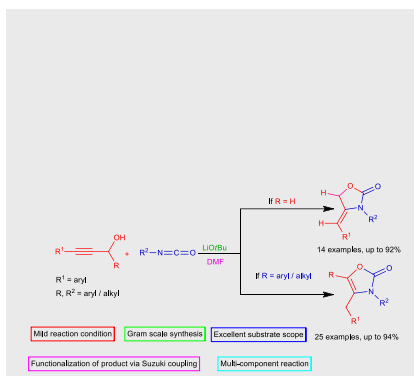 R¹
OH
R
+
R²-N=C=O
LiOtBu
DMF
If R = H
H
O
O
N
R²
H
R¹
14 examples, up to 92%
If R = aryl / alkyl
R
O
O
N
R²
R¹
25 examples, up to 94%
R¹ = aryl
R, R² = aryl / alkyl
Mild reaction condition
Gram scale synthesis
Excellent substrate scope
Functionalization of product via Suzuki coupling
Multi-component reaction